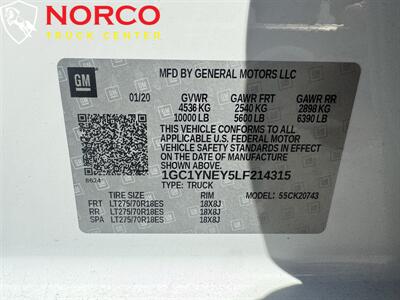 NORCO
TRUCK CENTER
GM
MFD BY GENERAL MOTORS LLC
01/20 GVWR GAWR FRT GAWR RR
4536 KG 2540 KG 2898 KG
10000 LB 5600 LB 6390 LB
THIS VEHICLE CONFORMS TO ALL
APPLICABLE U.S. FEDERAL MOTOR
VEHICLE SAFETY STANDARDS IN EFFECT
ON THE DATE OF MANUFACTURE SHOWN
ABOVE.
1GC1YNEY5LF214315
8624 TYPE: TRUCK MODEL: 55CK20743
TIRE SIZE RIM
FRT LT275/70R18ES 18X8J
RR LT275/70R18ES 18X8J
SPA LT275/70R18ES 18X8J